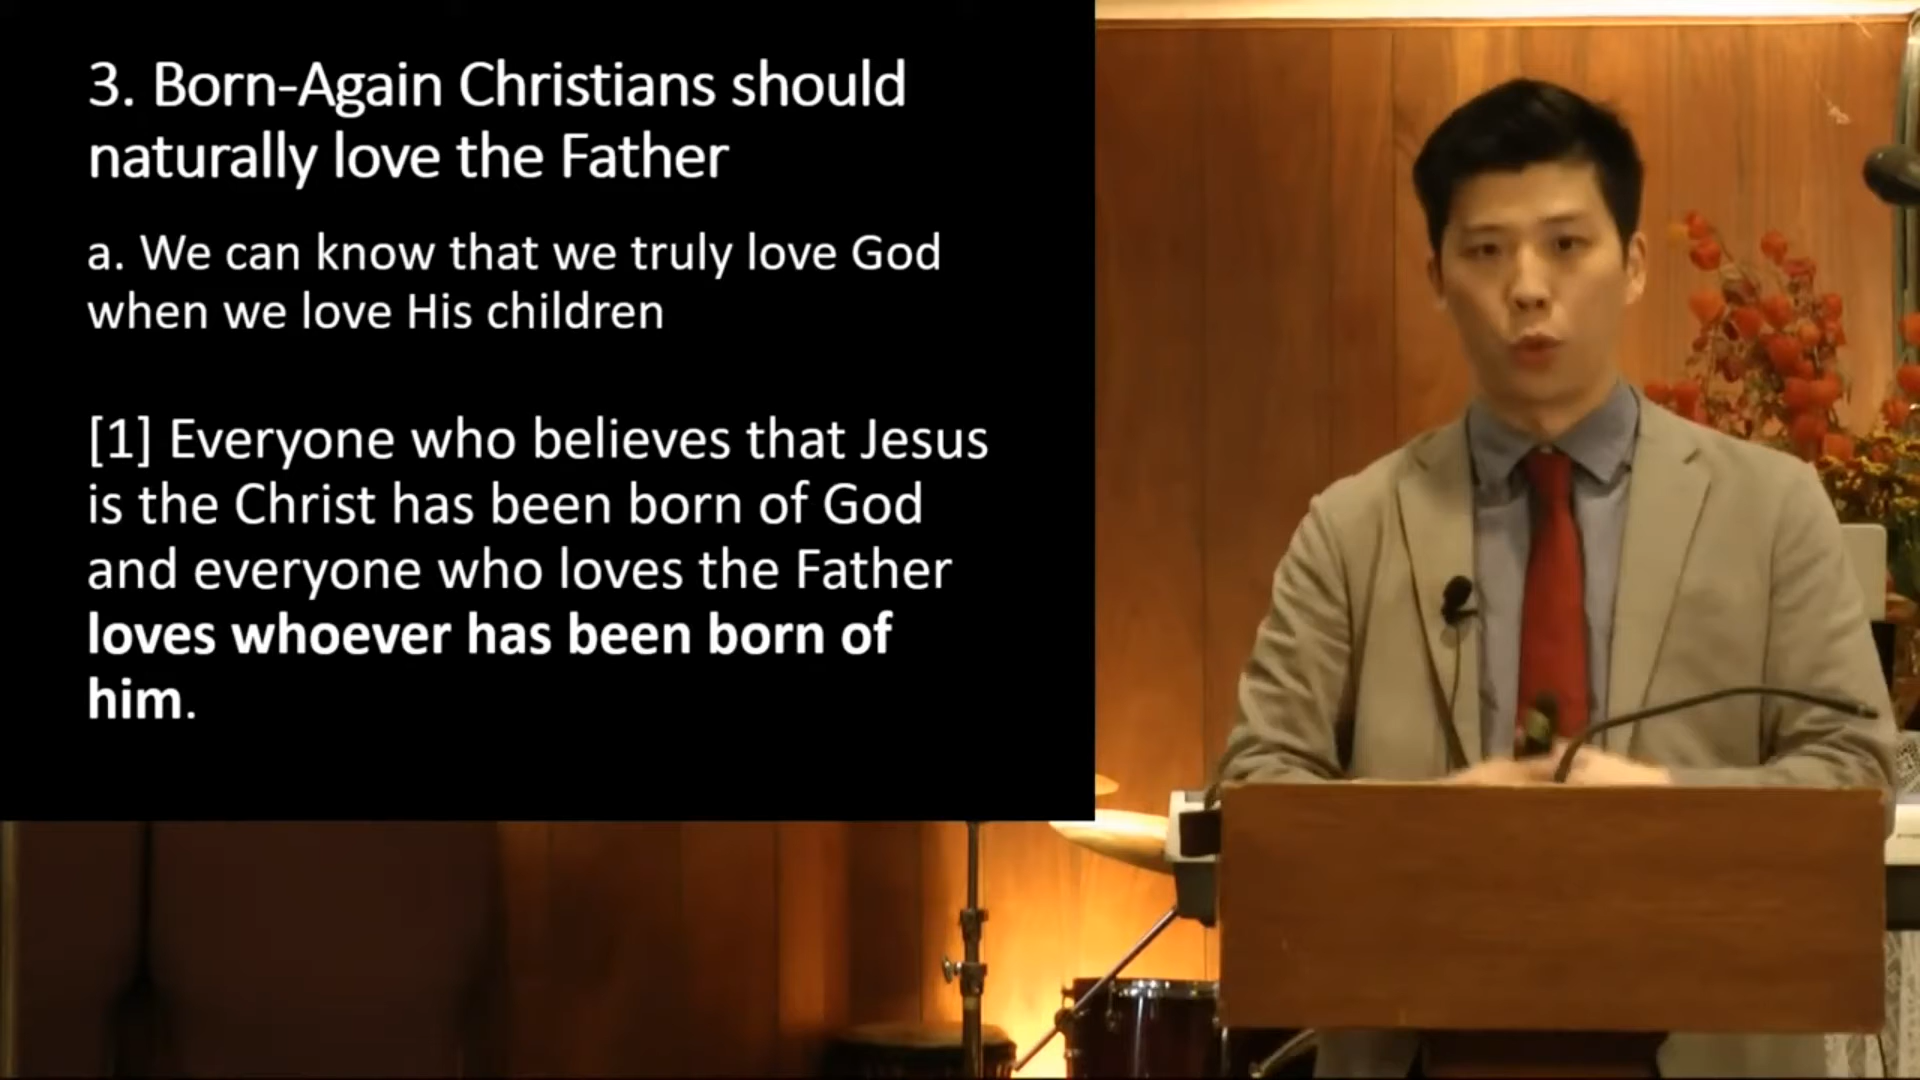 3. Born-Again Christians should
naturally love the Father
a. We can know that we truly love God
when we love His children
[1] Everyone who believes that Jesus
is the Christ has been born of God
and everyone who loves the Father
loves whoever has been born of
him.